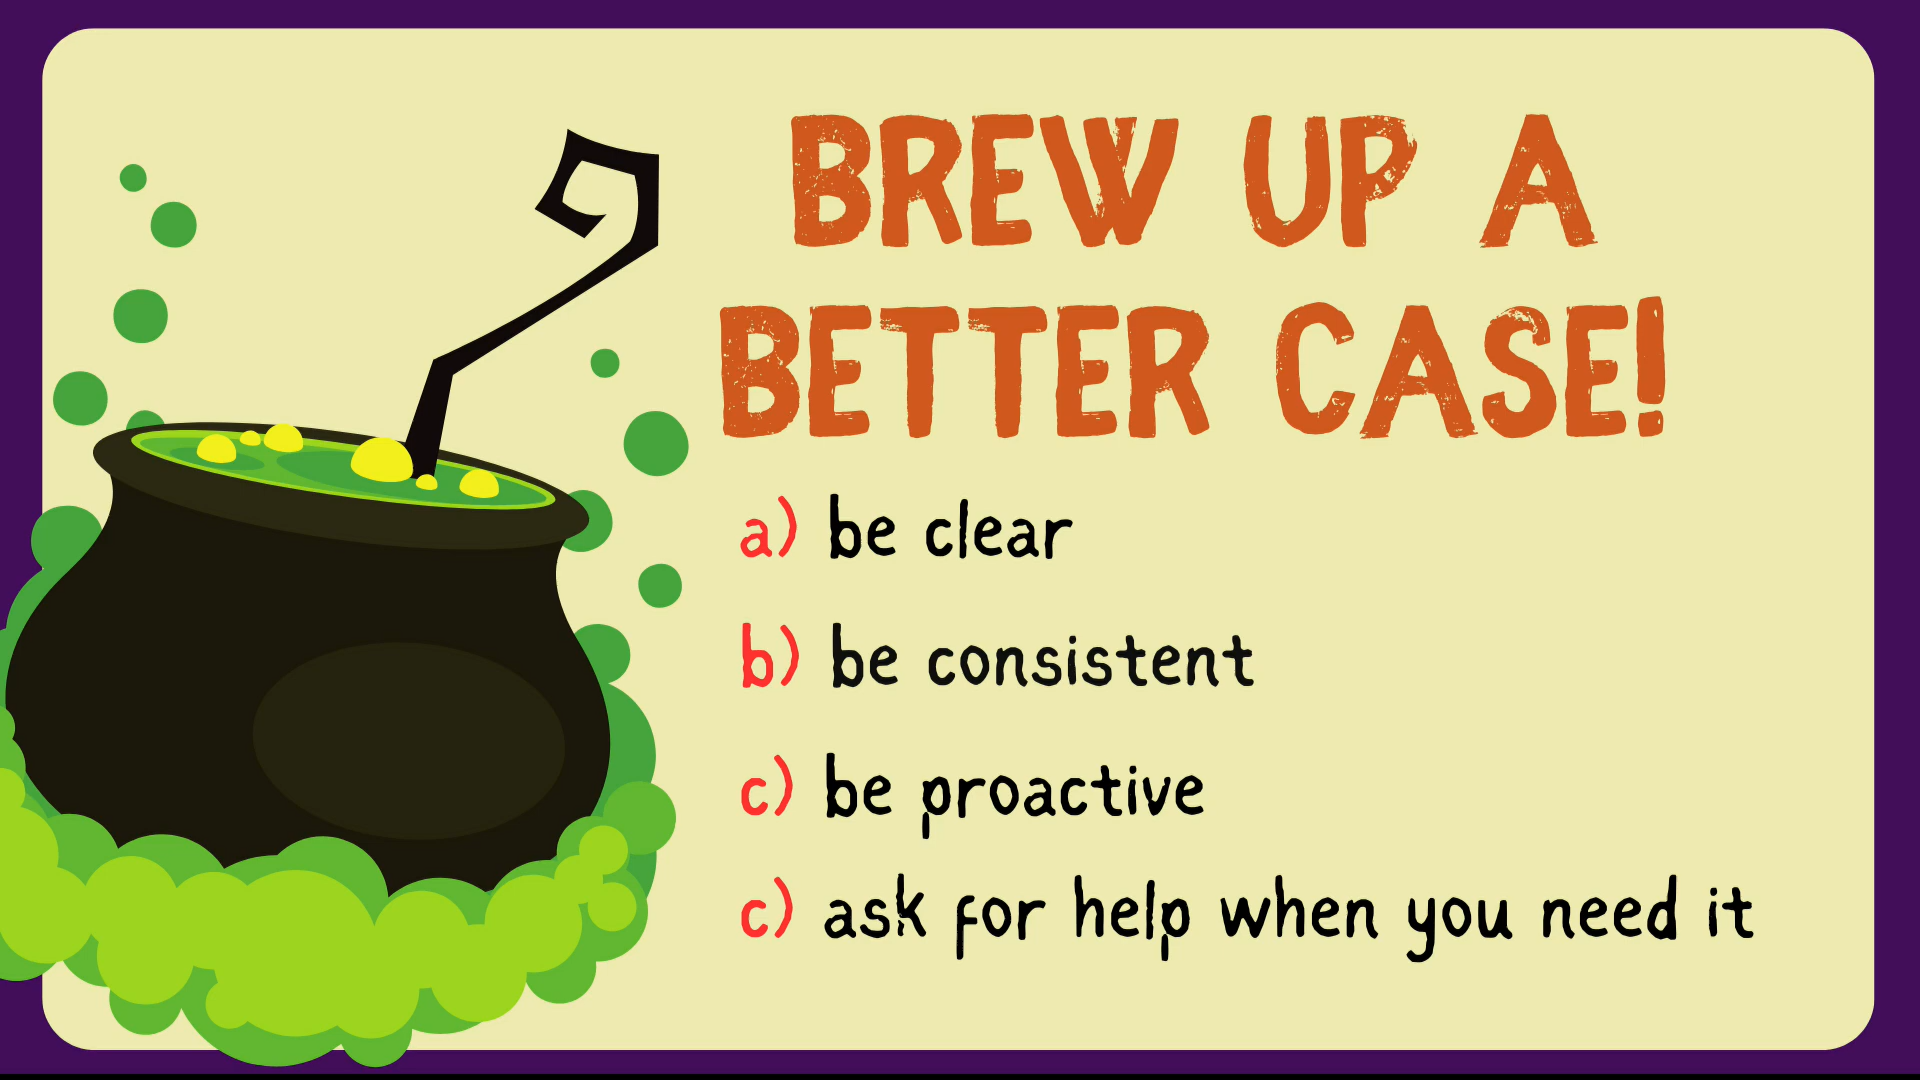 BREW UP A
BETTER CASE!
a) be clear
b) be consistent
c) be proactive
c) ask for help when you need it